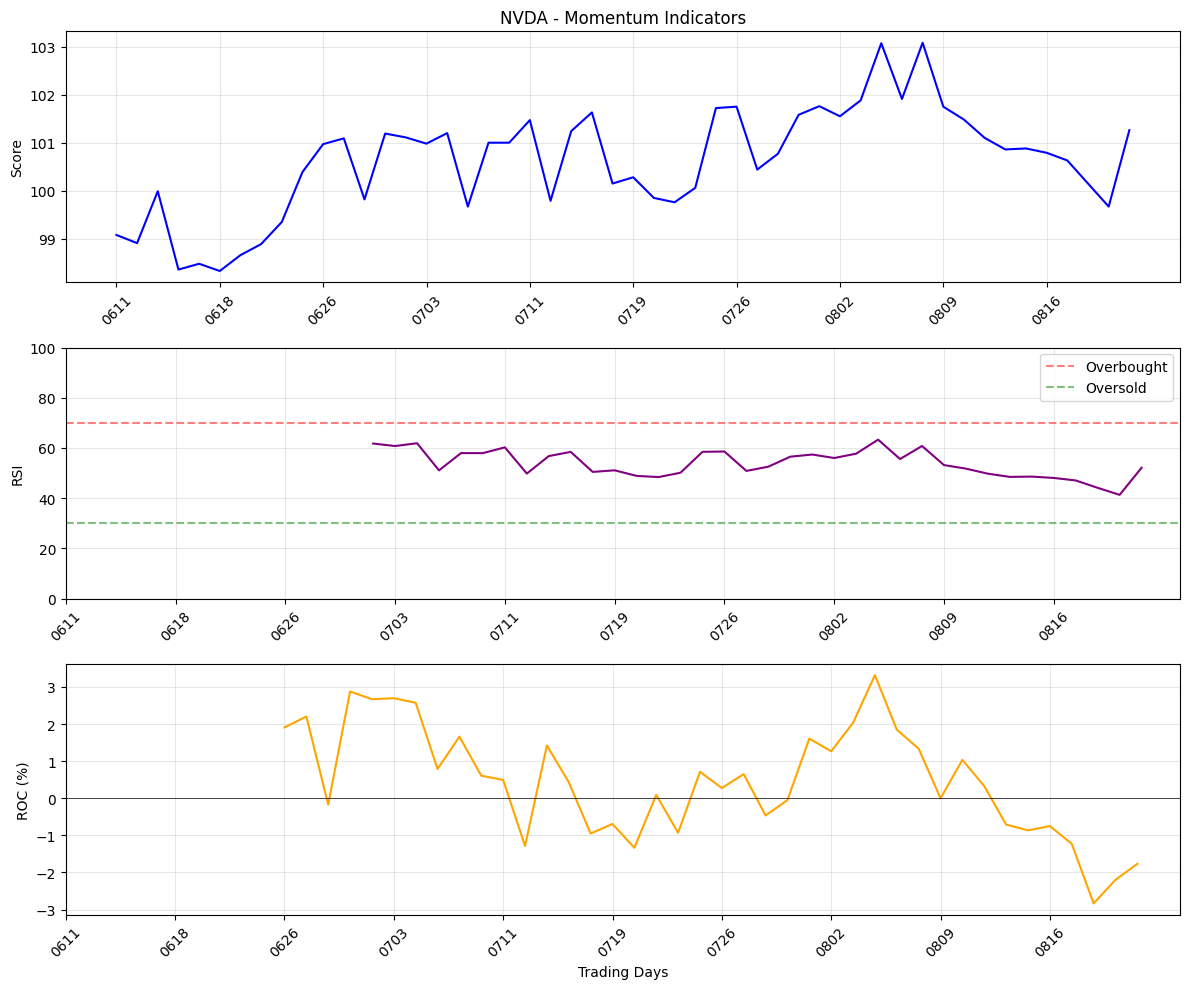 NVDA - Momentum Indicators
103
102
101
100
99
Score
0611 0618 0626 0703 0711 0719 0726 0802 0809 0816
100
80
60
40
20
0
RSI
Overbought
Oversold
0611 0618 0626 0703 0711 0719 0726 0802 0809 0816
3
2
1
0
−1
−2
−3
ROC (%)
0611 0618 0626 0703 0711 0719 0726 0802 0809 0816
Trading Days